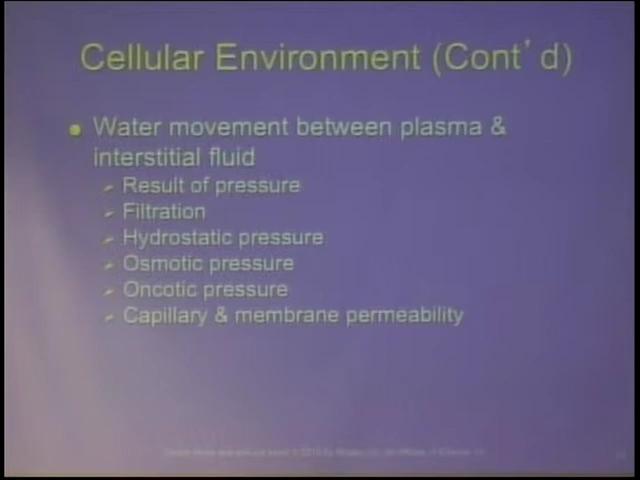 Cellular Environment (Cont'd)
Water movement between plasma &
interstitial fluid
Result of pressure
Filtration
Hydrostatic pressure
Osmotic pressure
Oncotic pressure
Capillary & membrane permeability